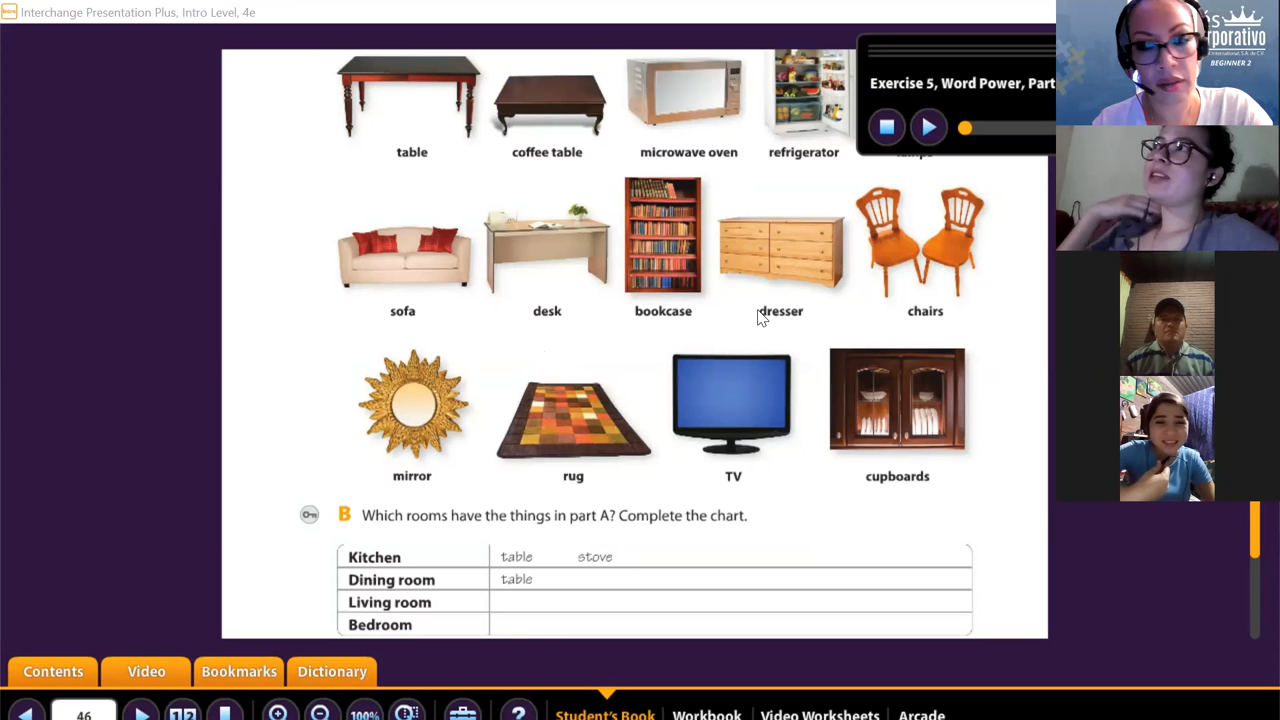 Interchange Presentation Plus, Intro Level, 4e
Exercise 5, Word Power, Part
rporativo
BEGINNER 2
table coffee table microwave oven refrigerator
sofa desk bookcase dresser chairs
mirror rug TV cupboards
B Which rooms have the things in part A? Complete the chart.
Kitchen table stove
Dining room table
Living room
Bedroom
Contents Video Bookmarks Dictionary
46 12 100% ? Student's Book Workbook Video Worksheets Arcade